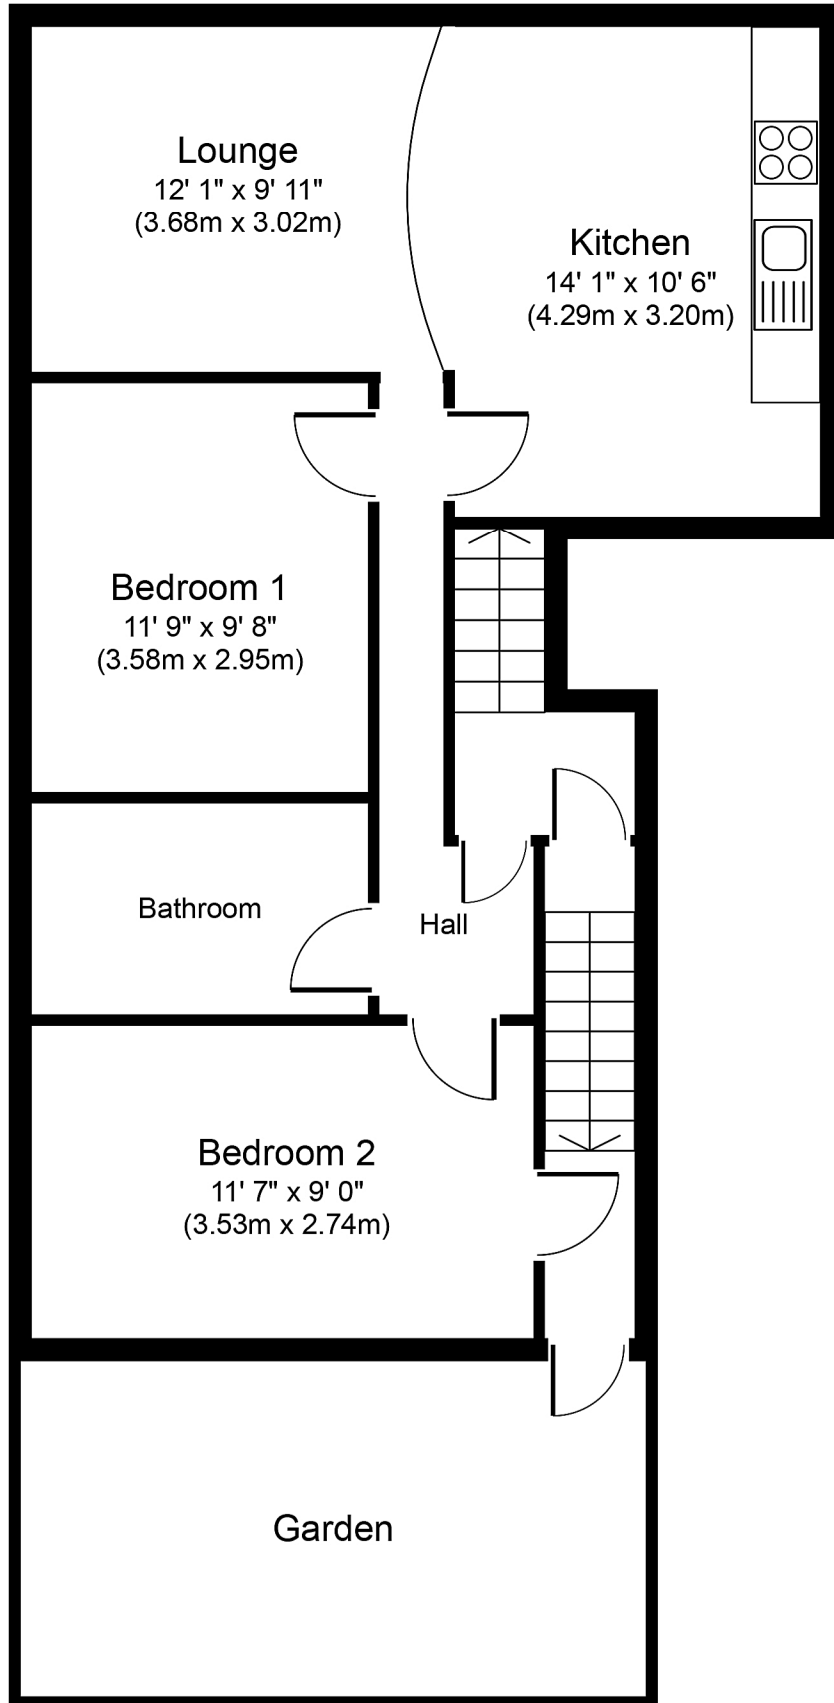 Lounge
12' 1" x 9' 11"
(3.68m x 3.02m)
Kitchen
14' 1" x 10' 6"
(4.29m x 3.20m)
Bedroom 1
11' 9" x 9' 8"
(3.58m x 2.95m)
Bathroom
Hall
Bedroom 2
11' 7" x 9' 0"
(3.53m x 2.74m)
Garden